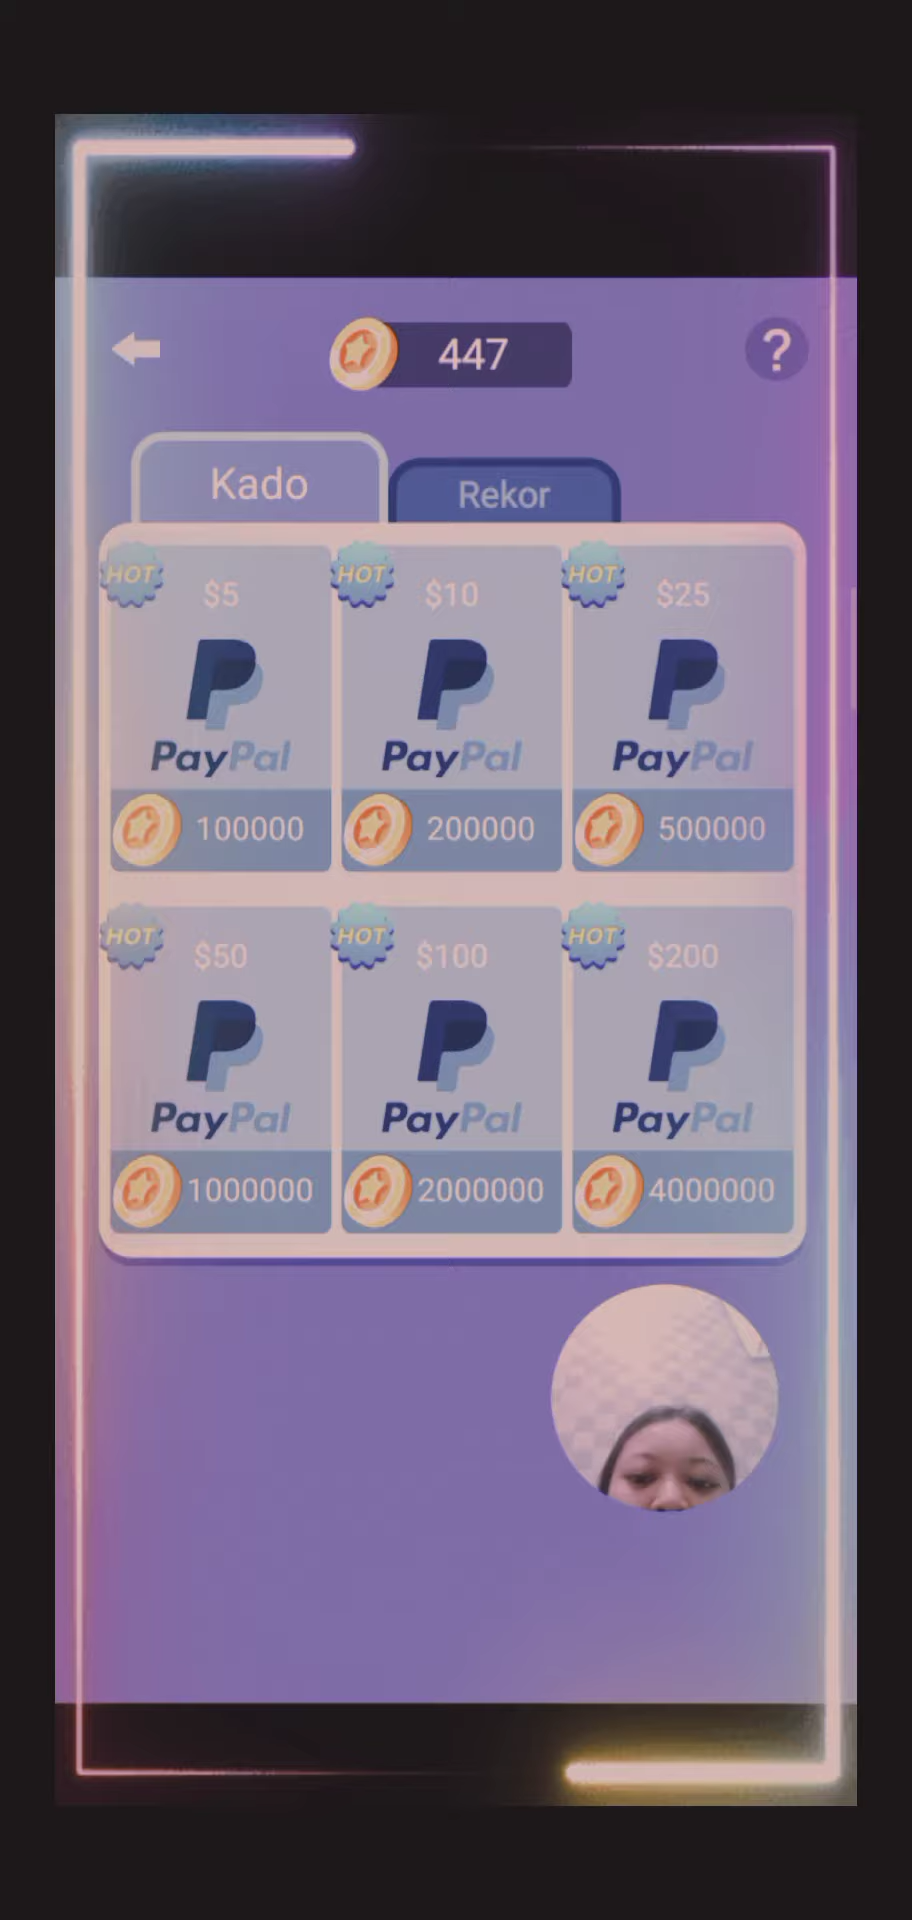 447
?
Kado
Rekor
HOT
$5
HOT
$10
HOT
$25
PayPal
PayPal
PayPal
100000
200000
500000
HOT
$50
HOT
$100
HOT
$200
PayPal
PayPal
PayPal
1000000
2000000
4000000